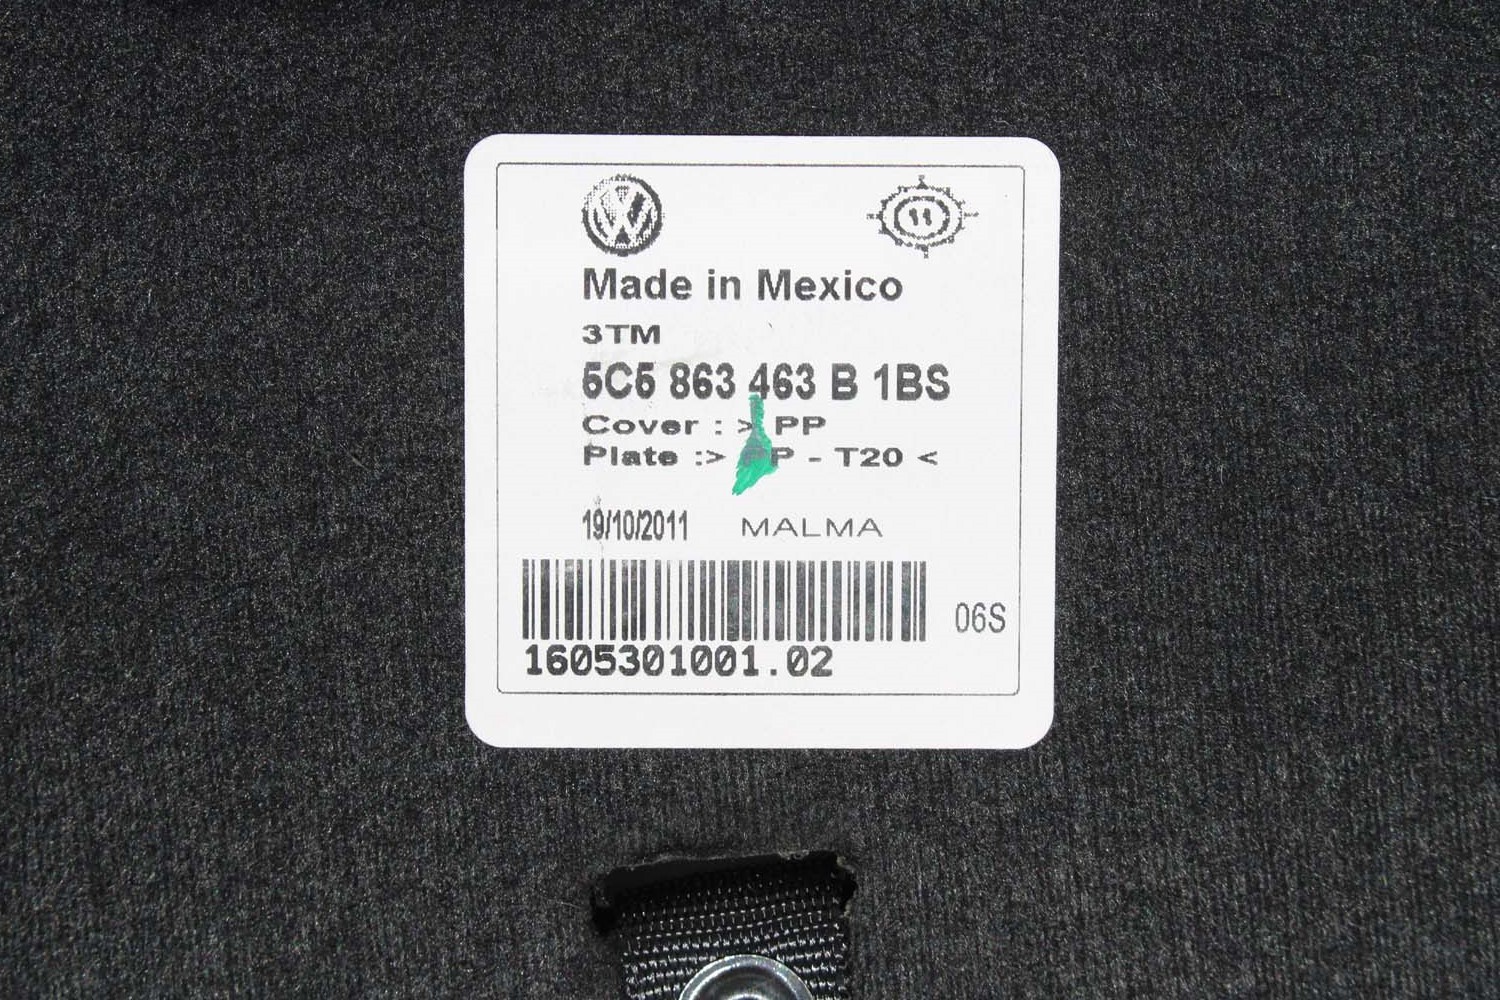 Made in Mexico
3TM
5C5 863 463 B 1BS
Cover : > PP
Plate :> PP - T20 <
19/10/2011 MALMA
06S
1605301001.02